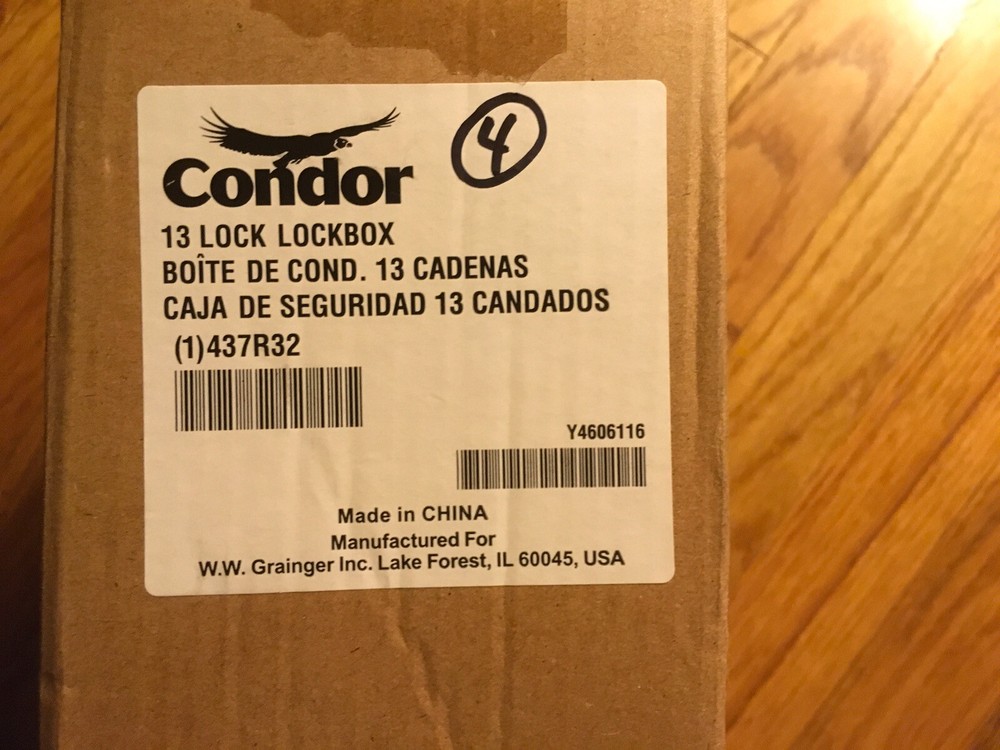 Condor
4
13 LOCK LOCKBOX
BOÎTE DE COND. 13 CADENAS
CAJA DE SEGURIDAD 13 CANDADOS
(1)437R32
Y4606116
Made in CHINA
Manufactured For
W.W. Grainger Inc. Lake Forest, IL 60045, USA